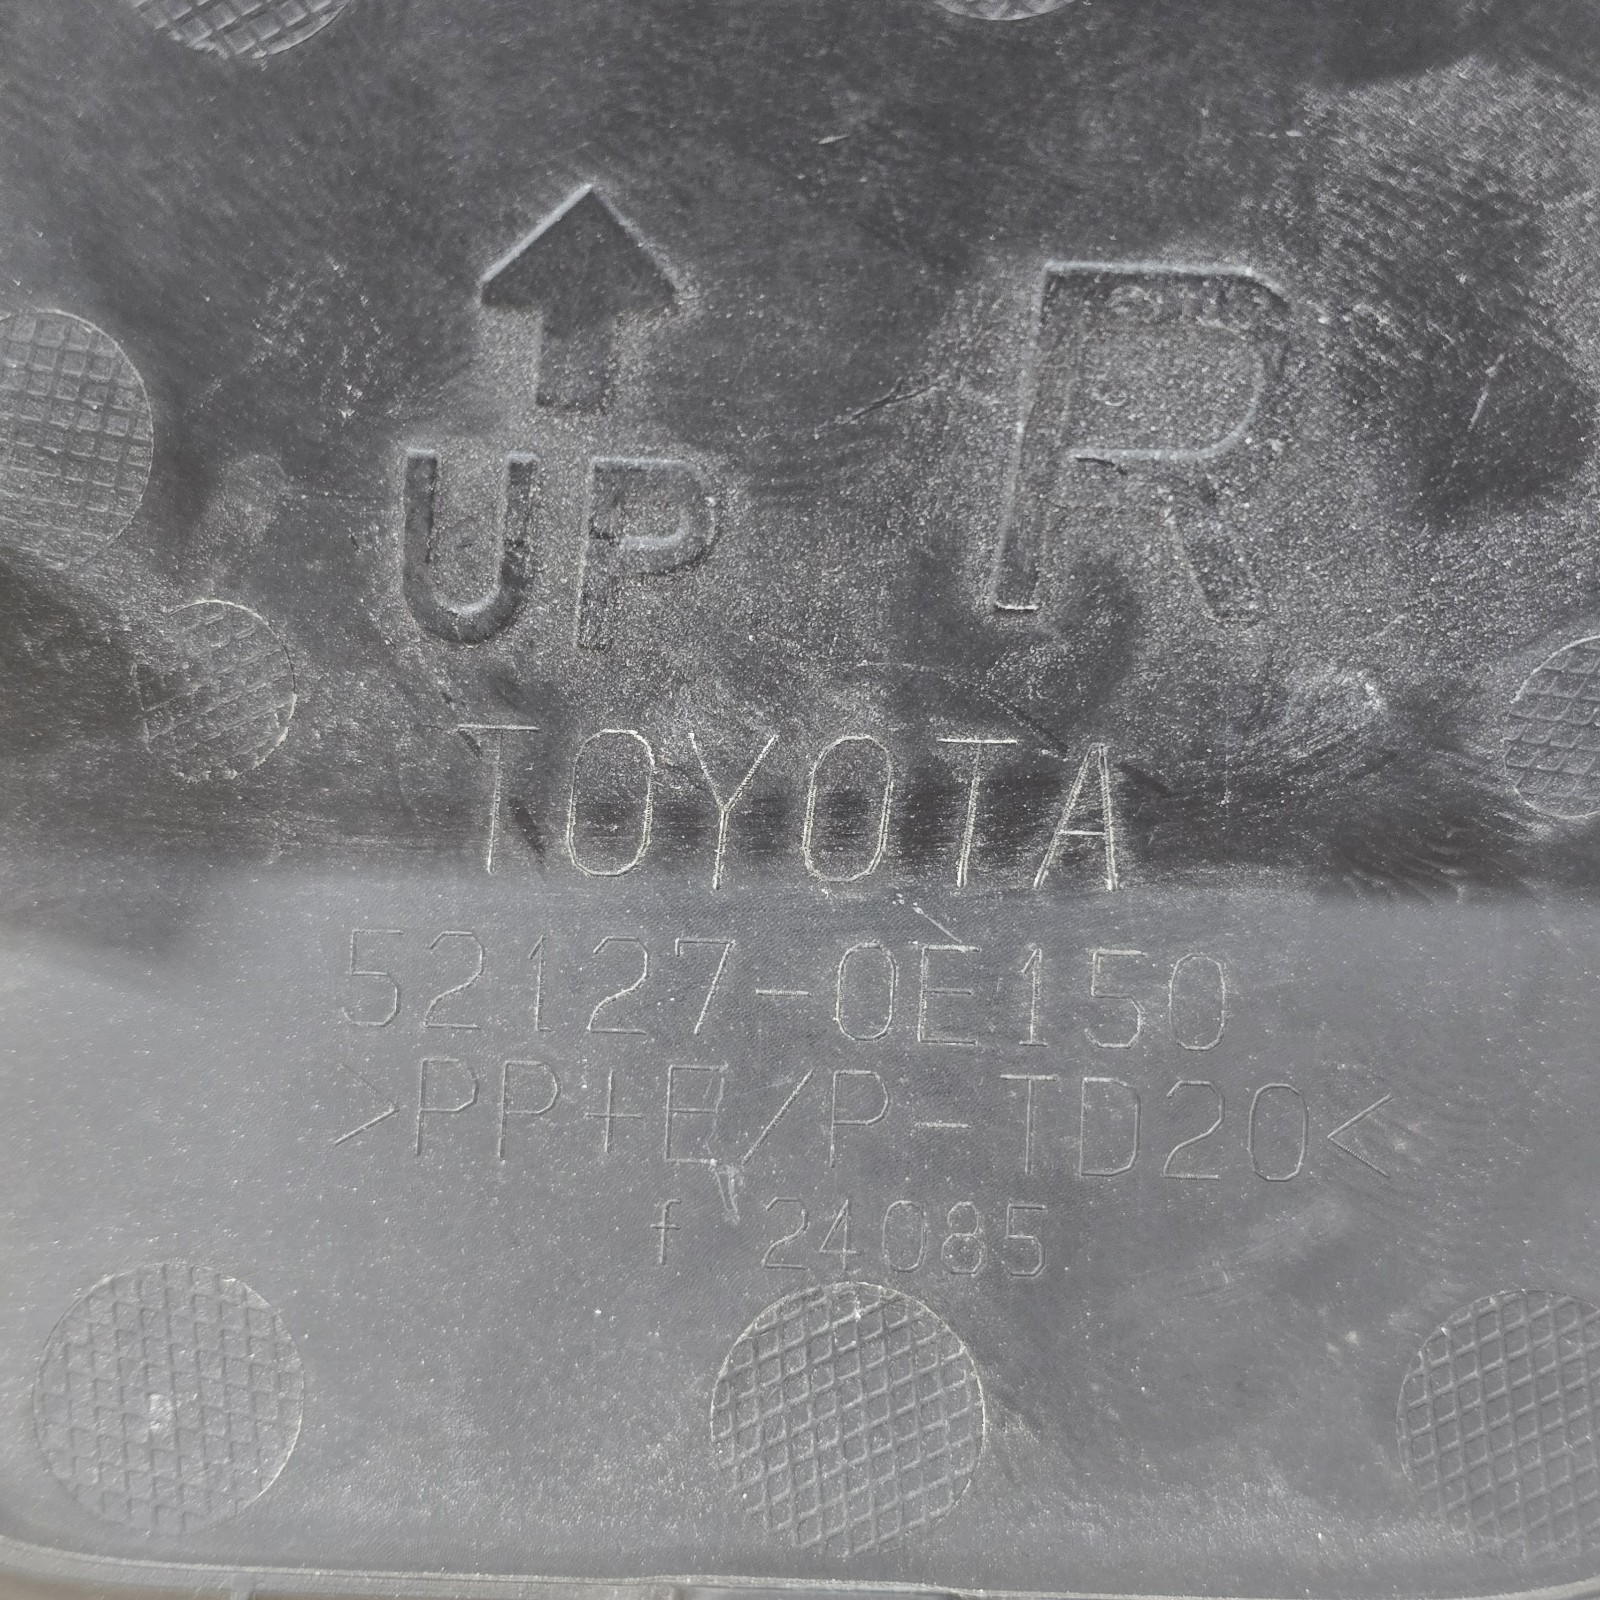 UP R
TOYOTA
52127-0E150
>PP+E/P-TD20<
f 24085